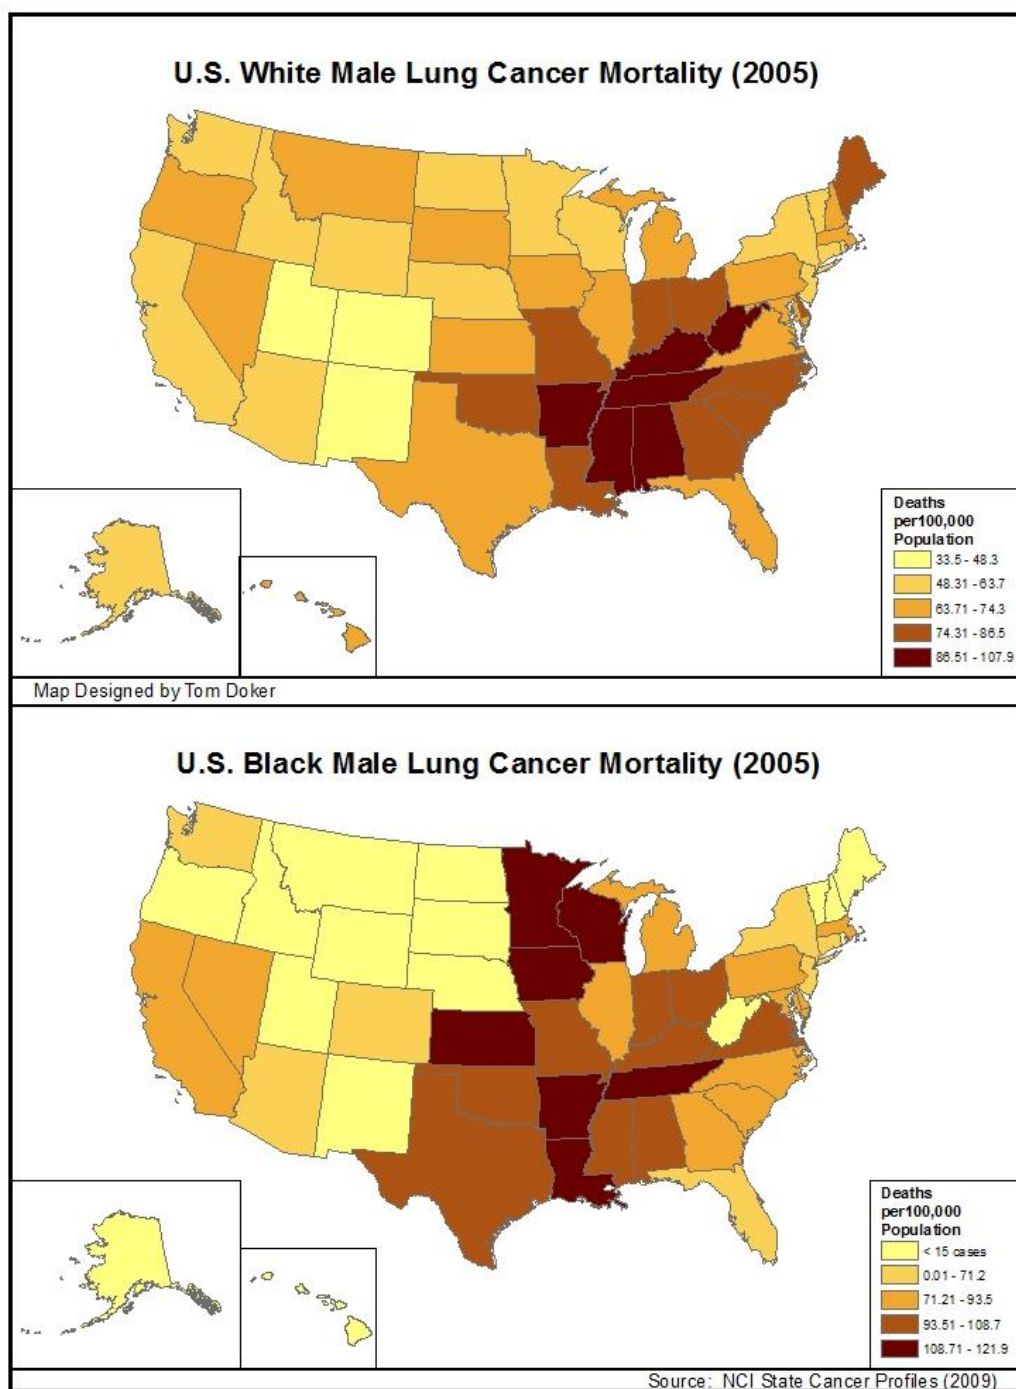 U.S. White Male Lung Cancer Mortality (2005)
Deaths
per100,000
Population
33.5 - 48.3
48.31 - 63.7
63.71 - 74.3
74.31 - 86.5
86.51 - 107.9
Map Designed by Tom Doker
U.S. Black Male Lung Cancer Mortality (2005)
Deaths
per100,000
Population
< 15 cases
0.01 - 71.2
71.21 - 93.5
93.51 - 108.7
108.71 - 121.9
Source: NCI State Cancer Profiles (2009)